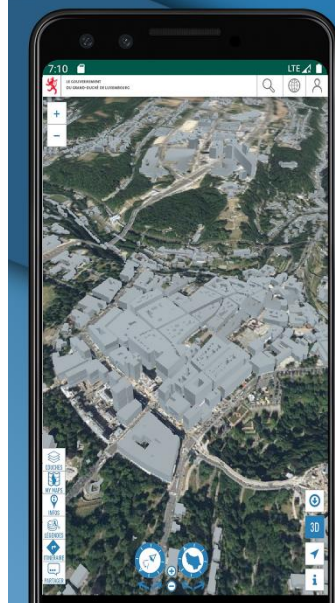 7:10
LTE
LE GOUVERNEMENT
DU GRAND-DUCHÉ DE LUXEMBOURG
+
−
COUCHES
MY MAPS
INFOS
LÉGENDES
ITINÉRAIRE
PARTAGER
3D
i